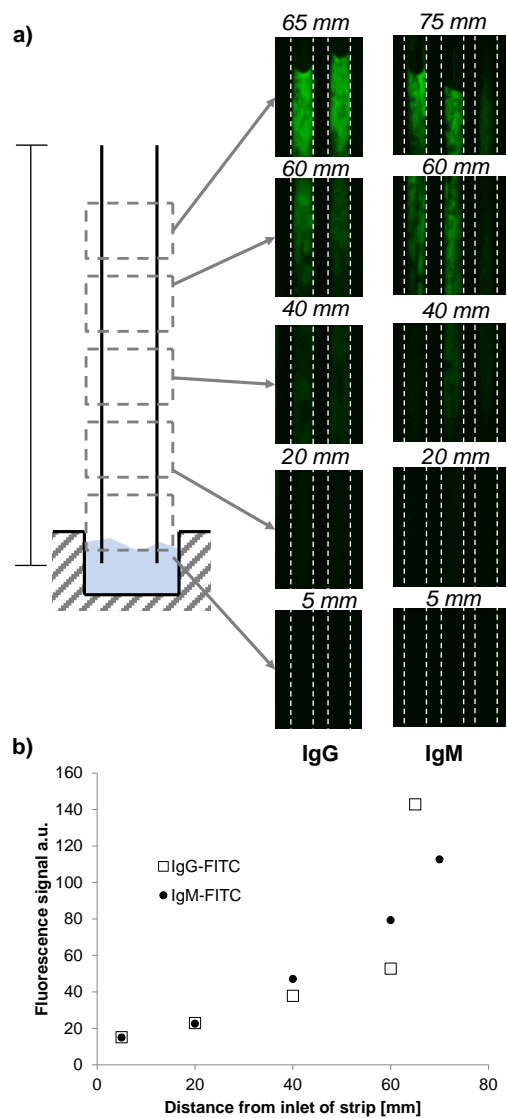 a)
65 mm
75 mm
60 mm
60 mm
40 mm
40 mm
20 mm
20 mm
5 mm
5 mm
IgG
IgM
b)
160
140
120
100
80
60
40
20
0
Fluorescence signal a.u.
IgG-FITC
IgM-FITC
0
20
40
60
80
Distance from inlet of strip [mm]